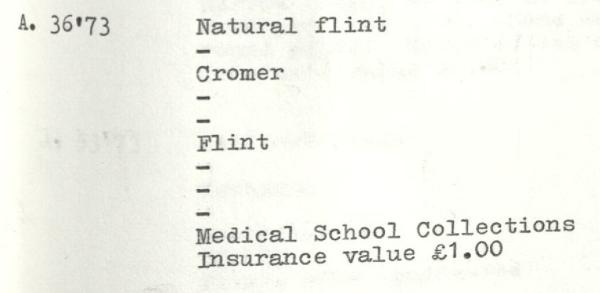 A. 36'73 Natural flint
–
Cromer
–
–
Flint
–
–
–
Medical School Collections
Insurance value £1.00